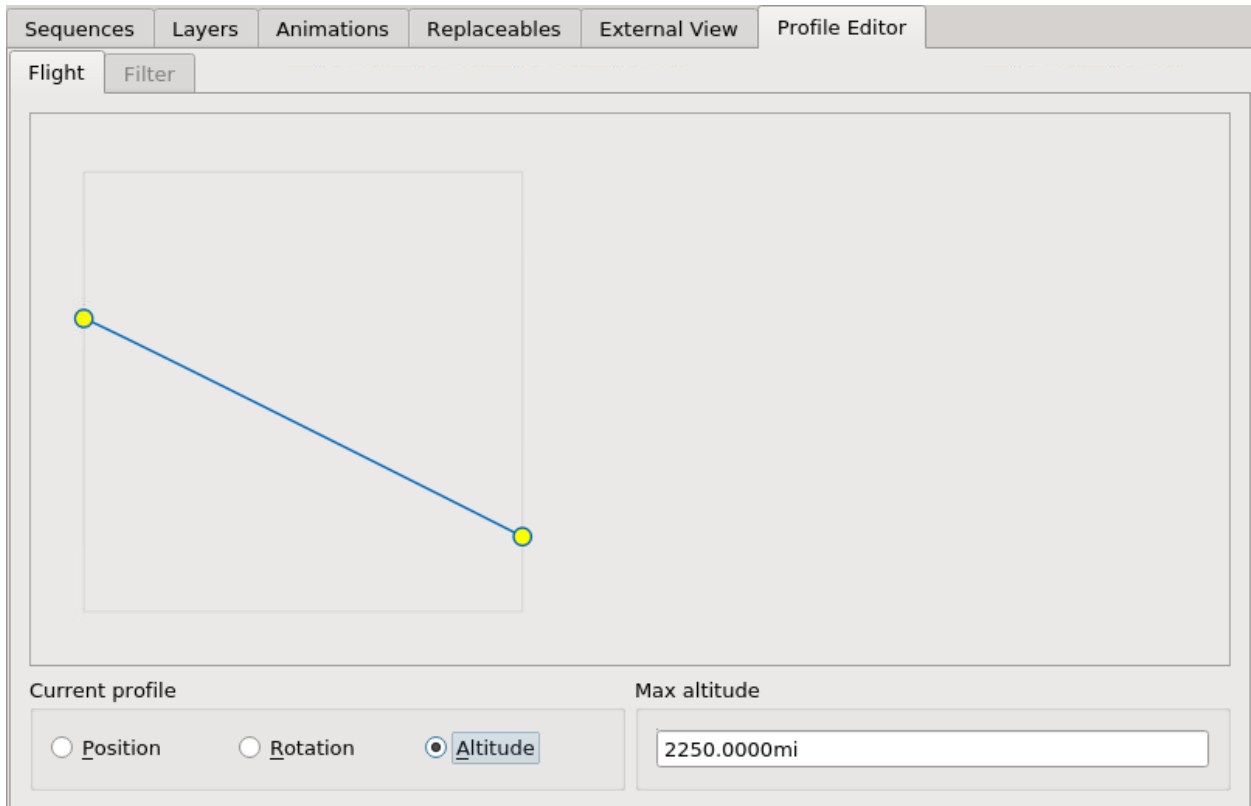 Sequences Layers Animations Replaceables External View Profile Editor
Flight Filter
Current profile Max altitude
Position Rotation Altitude 2250.0000mi